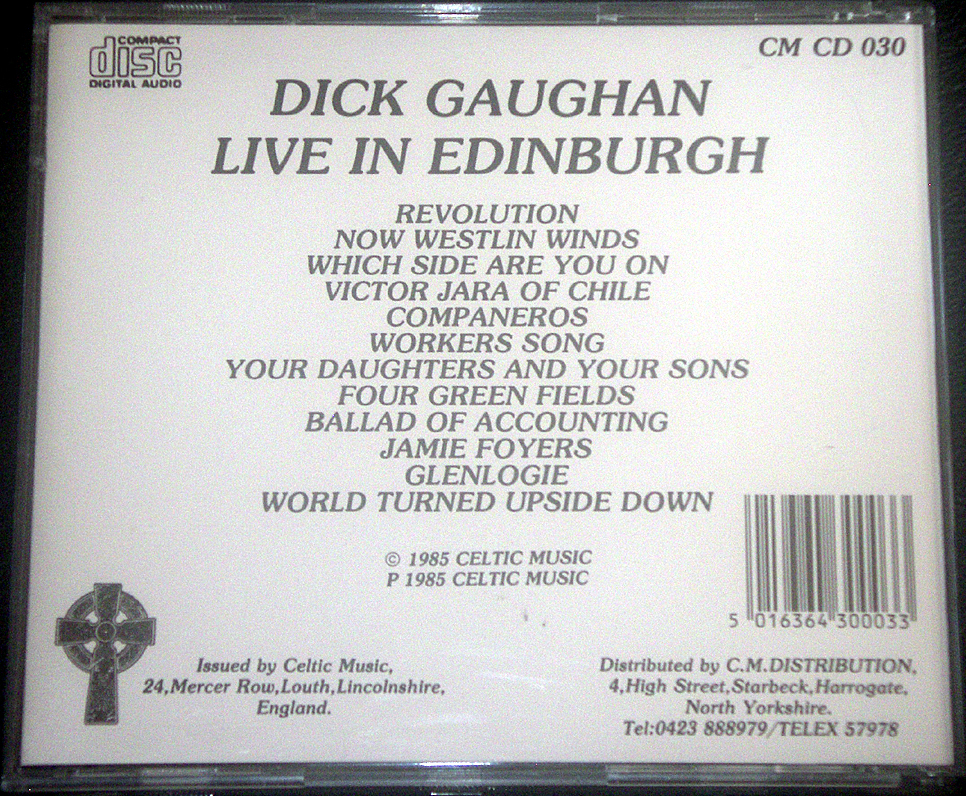 COMPACT
disc
DIGITAL AUDIO
CM CD 030
DICK GAUGHAN
LIVE IN EDINBURGH
REVOLUTION
NOW WESTLIN WINDS
WHICH SIDE ARE YOU ON
VICTOR JARA OF CHILE
COMPANEROS
WORKERS SONG
YOUR DAUGHTERS AND YOUR SONS
FOUR GREEN FIELDS
BALLAD OF ACCOUNTING
JAMIE FOYERS
GLENLOGIE
WORLD TURNED UPSIDE DOWN
© 1985 CELTIC MUSIC
P 1985 CELTIC MUSIC
5 016364 300033
Issued by Celtic Music,
24,Mercer Row,Louth,Lincolnshire,
England.
Distributed by C.M.DISTRIBUTION,
4,High Street,Starbeck,Harrogate,
North Yorkshire.
Tel:0423 888979/TELEX 57978